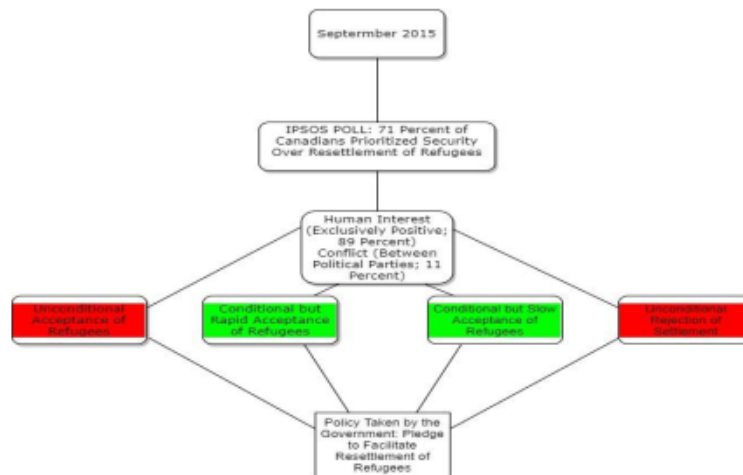 Septermber 2015
IPSOS POLL: 71 Percent of
Canadians Prioritized Security
Over Resettlement of Refugees
Human Interest
(Exclusively Positive;
89 Percent)
Conflict (Between
Political Parties; 11
Percent)
Unconditional
Acceptance of
Refugees
Conditional but
Rapid Acceptance
of Refugees
Conditional but Slow
Acceptance of
Refugees
Unconditional
Rejection of
Settlement
Policy Taken by the
Government: Pledge
to Facilitate
Resettlement of
Refugees